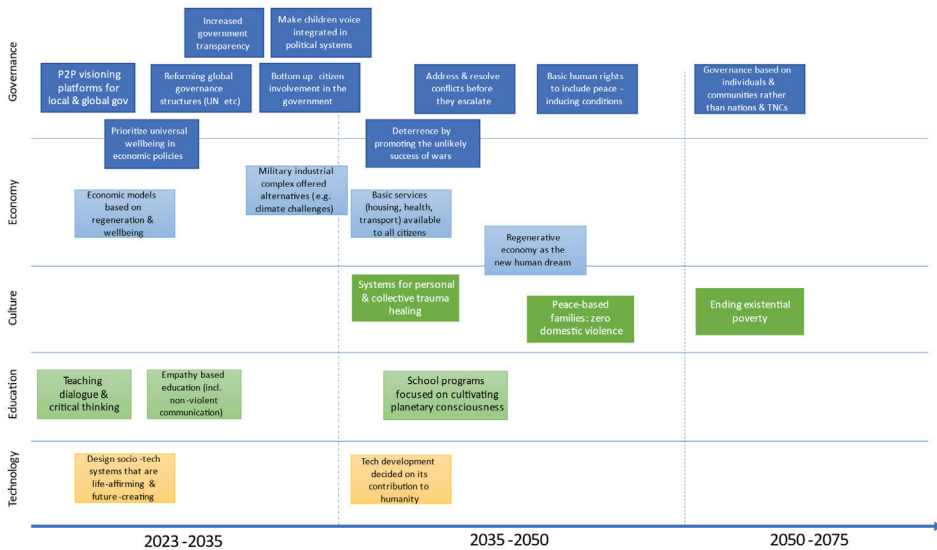 Governance
Increased
government
transparency
Make children voice
integrated in
political systems
P2P visioning
platforms for
local & global gov
Reforming global
governance
structures (UN etc)
Bottom up citizen
involvement in the
government
Address & resolve
conflicts before
they escalate
Basic human rights
to include peace -
inducing conditions
Governance based on
individuals &
communities rather
than nations & TNCs
Prioritize universal
wellbeing in
economic policies
Deterrence by
promoting the unlikely
success of wars
Economy
Economic models
based on
regeneration &
wellbeing
Military industrial
complex offered
alternatives (e.g.
climate challenges)
Basic services
(housing, health,
transport) available
to all citizens
Regenerative
economy as the
new human dream
Culture
Systems for personal
& collective trauma
healing
Peace-based
families: zero
domestic violence
Ending existential
poverty
Education
Teaching
dialogue &
critical thinking
Empathy based
education (incl.
non-violent
communication)
School programs
focused on cultivating
planetary consciousness
Technology
Design socio -tech
systems that are
life-affirming &
future -creating
Tech development
decided on its
contribution to
humanity
2023 -2035
2035-2050
2050-2075